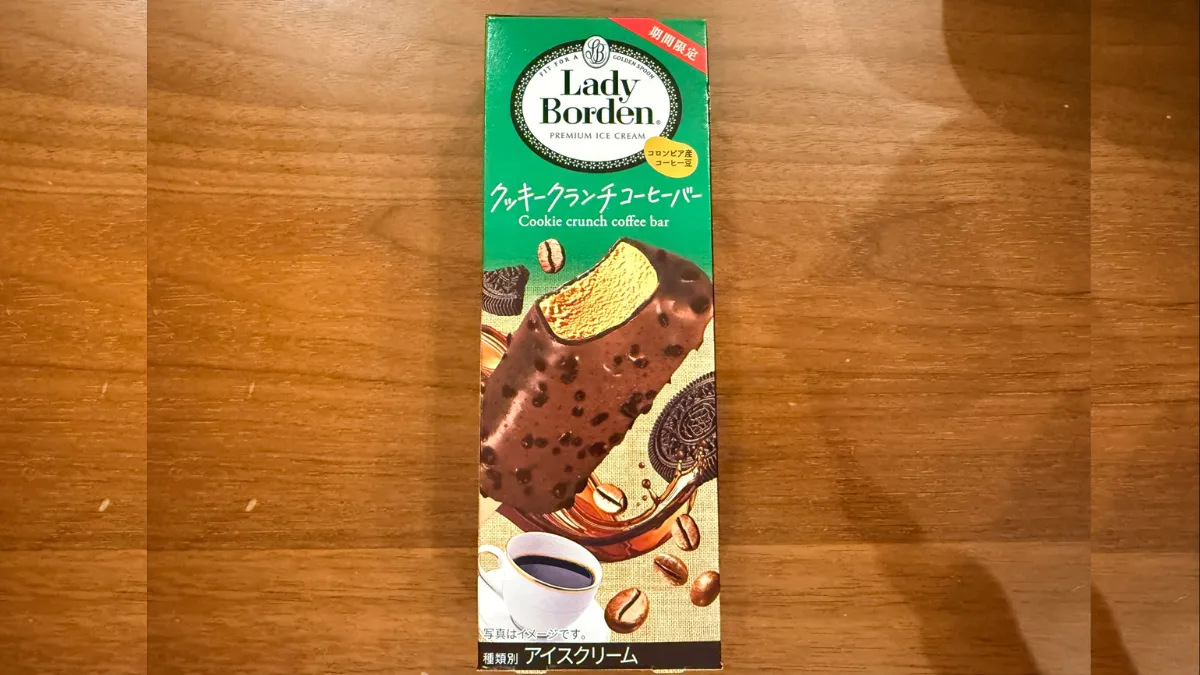 期間限定
LB
FIT FOR A GOLDEN SPOON
Lady
Borden®
PREMIUM ICE CREAM
コロンビア産
コーヒー豆
クッキークランチコーヒーバー
Cookie crunch coffee bar
写真はイメージです。
種類別 アイスクリーム